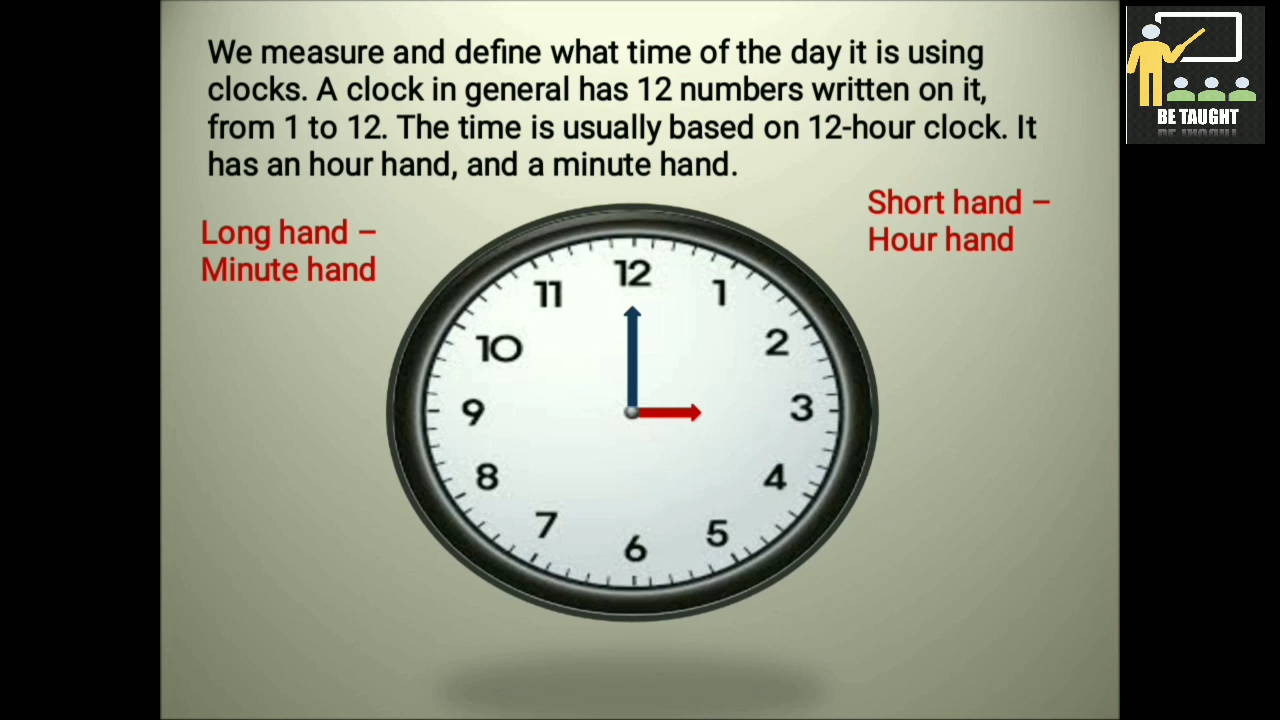 We measure and define what time of the day it is using
clocks. A clock in general has 12 numbers written on it,
from 1 to 12. The time is usually based on 12-hour clock. It
has an hour hand, and a minute hand.
Long hand –
Minute hand
Short hand –
Hour hand
12
11
1
10
2
9
3
8
4
7
5
6
BE TAUGHT